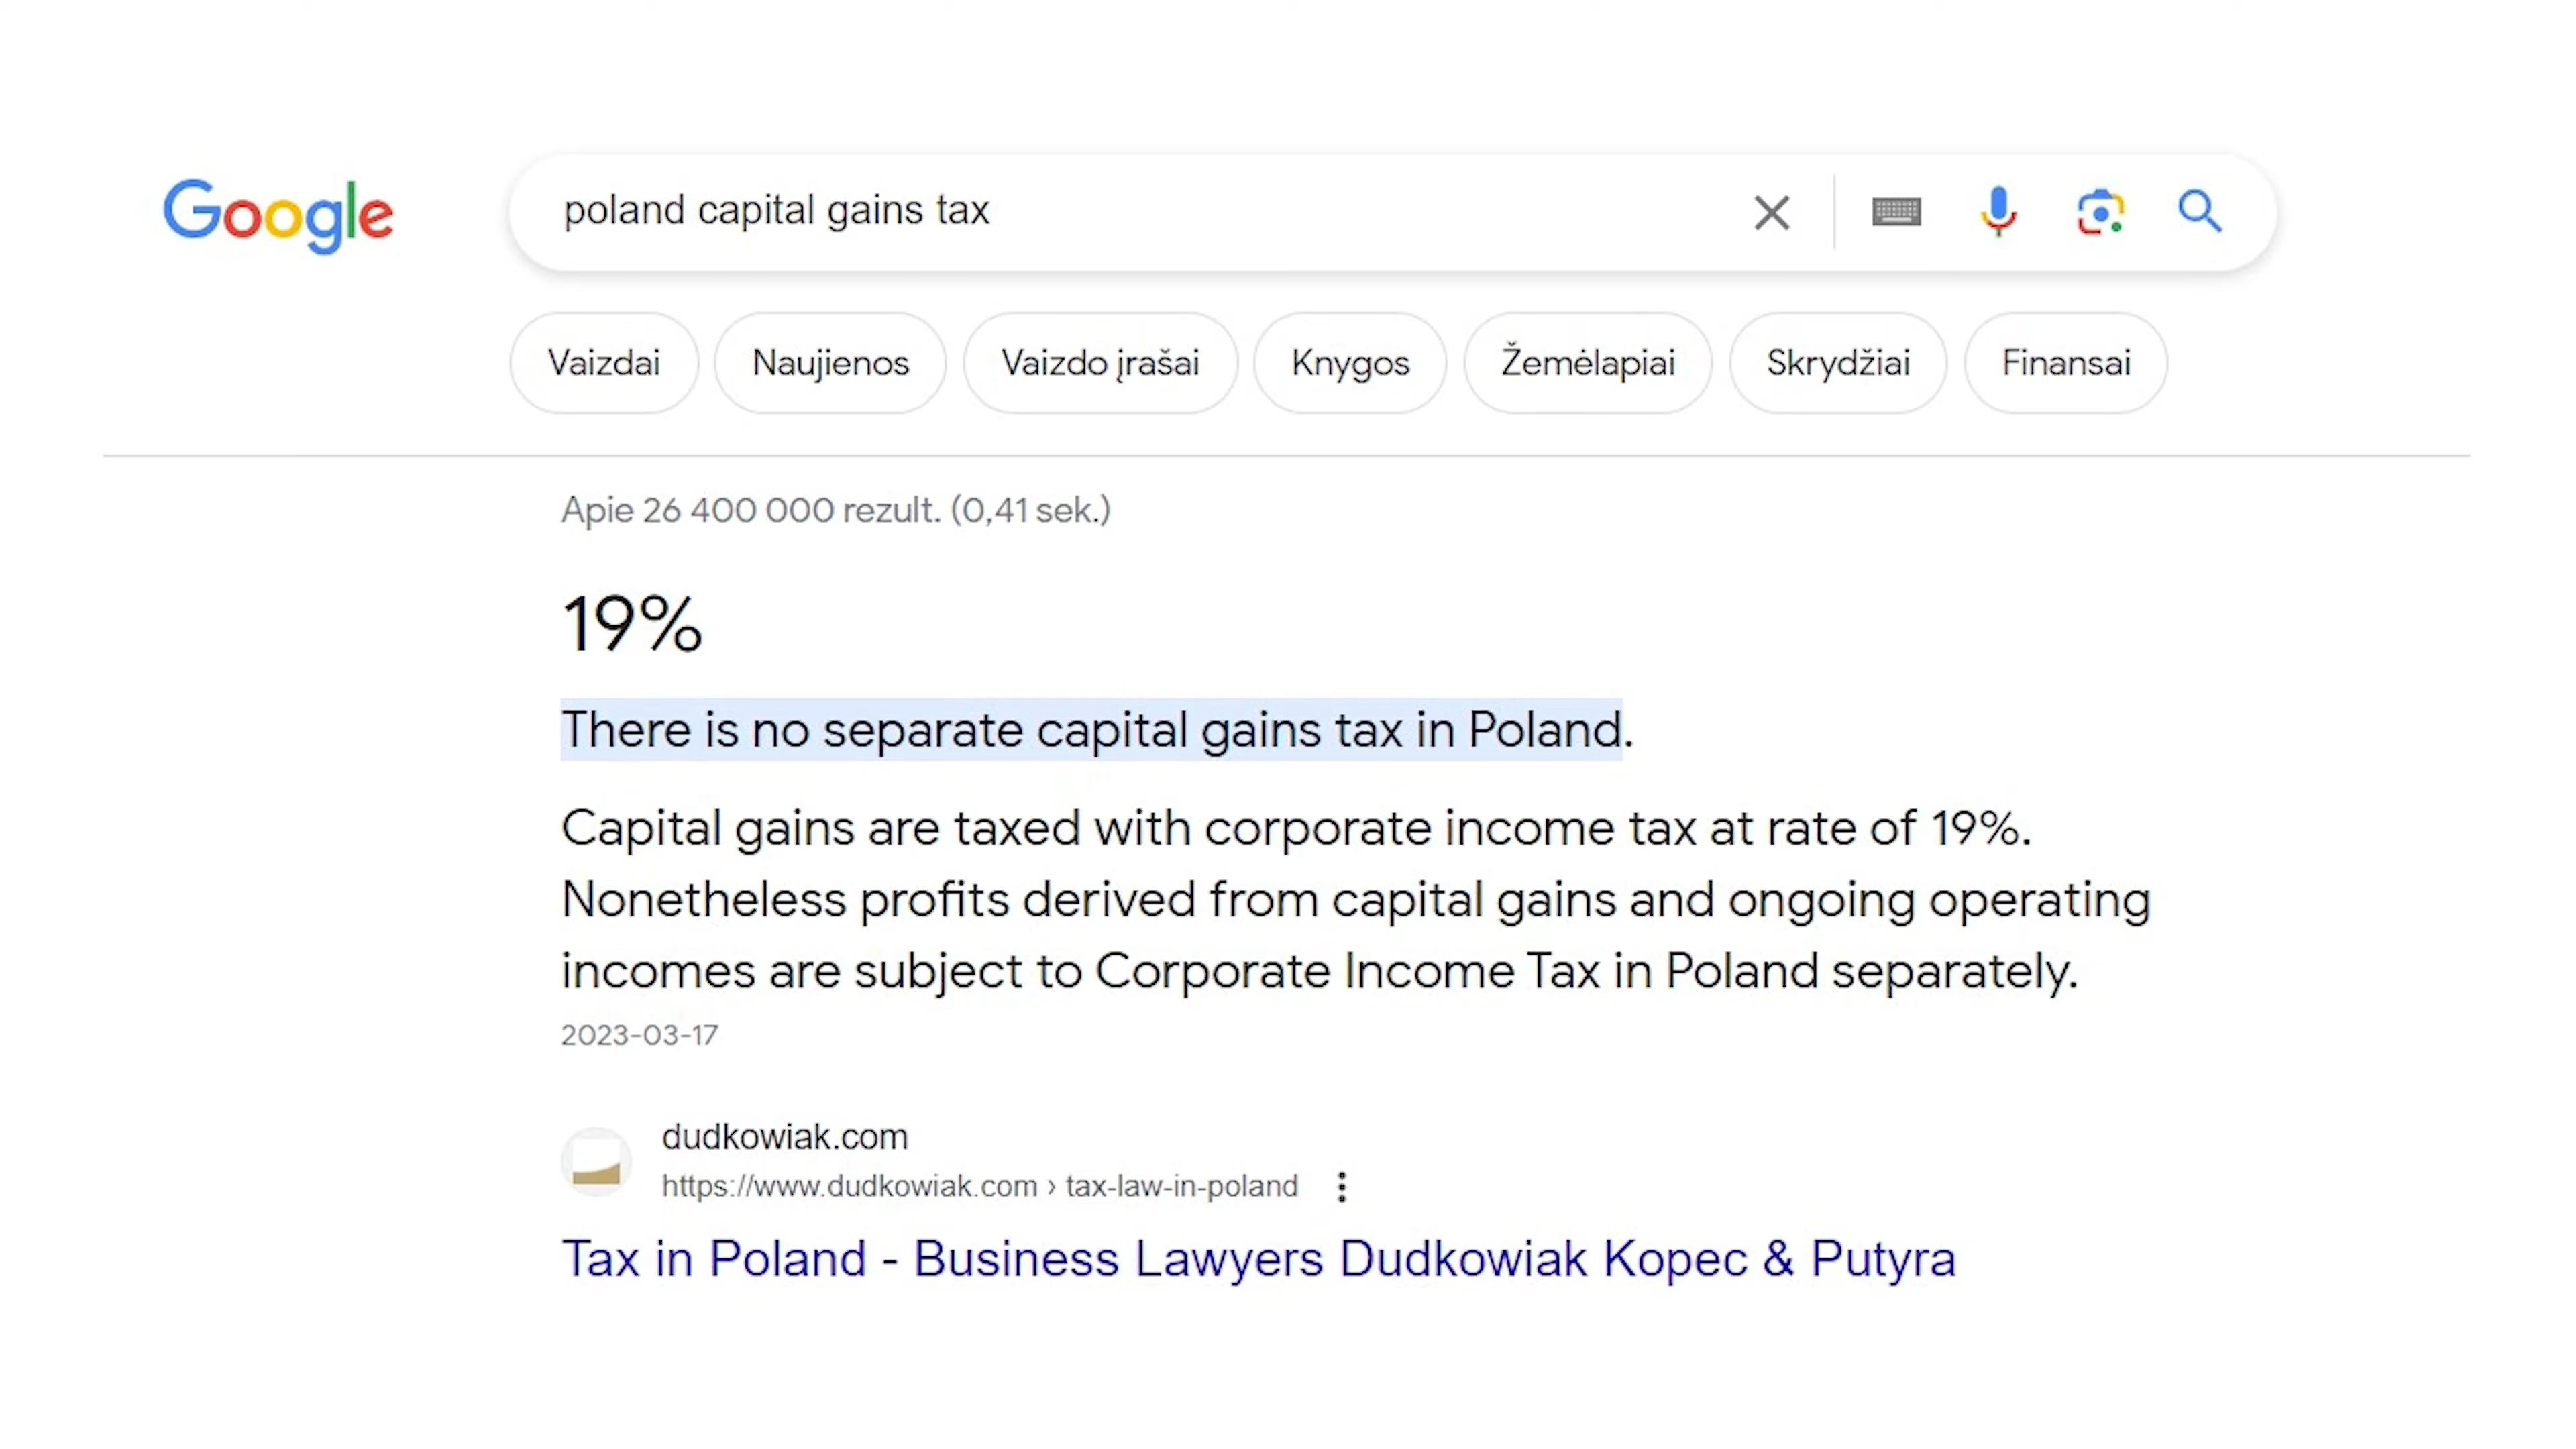 Google
poland capital gains tax
Vaizdai
Naujienos
Vaizdo įrašai
Knygos
Žemėlapiai
Skrydžiai
Finansai
Apie 26 400 000 rezult. (0,41 sek.)
19%
There is no separate capital gains tax in Poland.
Capital gains are taxed with corporate income tax at rate of 19%.
Nonetheless profits derived from capital gains and ongoing operating
incomes are subject to Corporate Income Tax in Poland separately.
2023-03-17
dudkowiak.com
https://www.dudkowiak.com › tax-law-in-poland
Tax in Poland - Business Lawyers Dudkowiak Kopec & Putyra